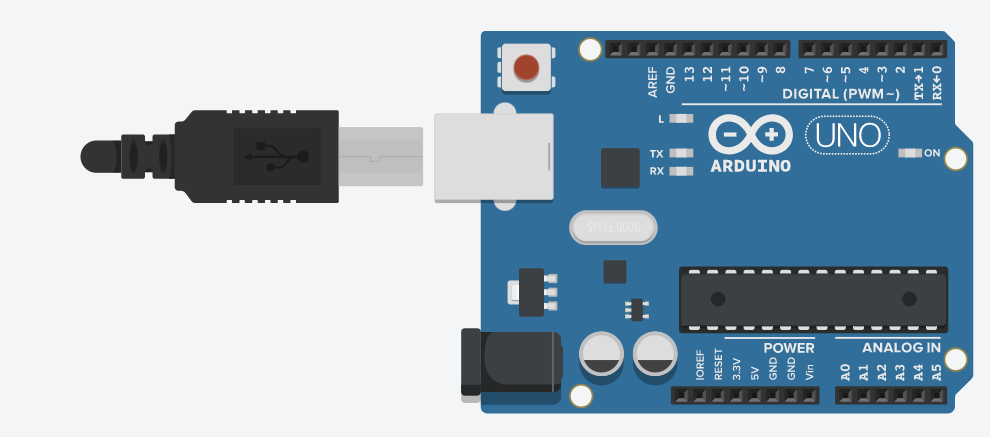 AREF
GND
13
12
~11
~10
~9
8
7
~6
~5
4
~3
2
TX→1
RX←0
DIGITAL (PWM~)
L
TX
RX
ARDUINO
UNO
ON
SPK16.000G
POWER
ANALOG IN
IOREF
RESET
3.3V
5V
GND
GND
Vin
A0
A1
A2
A3
A4
A5